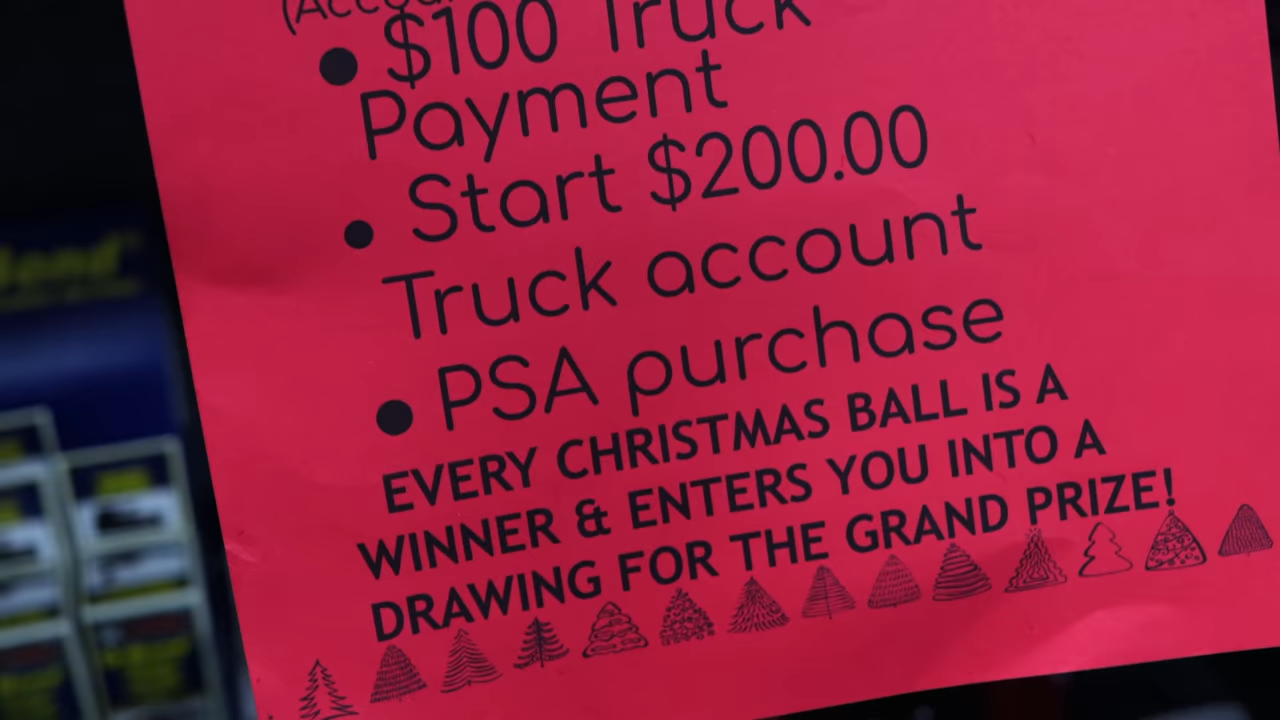 • $100 Truck
Payment
• Start $200.00
Truck account
• PSA purchase
EVERY CHRISTMAS BALL IS A
WINNER & ENTERS YOU INTO A
DRAWING FOR THE GRAND PRIZE!